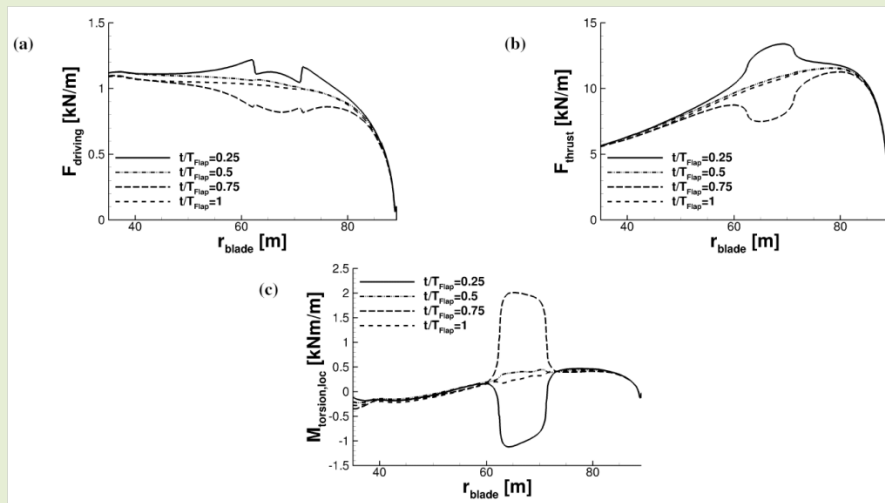 (a)
F_driving [kN/m]
1.5
1
0.5
0
t/T_Flap=0.25
t/T_Flap=0.5
t/T_Flap=0.75
t/T_Flap=1
40 60 80
r_blade [m]
(b)
F_thrust [kN/m]
15
10
5
0
t/T_Flap=0.25
t/T_Flap=0.5
t/T_Flap=0.75
t/T_Flap=1
40 60 80
r_blade [m]
(c)
M_torsion,loc [kNm/m]
2.5
2
1.5
1
0.5
0
-0.5
-1
-1.5
t/T_Flap=0.25
t/T_Flap=0.5
t/T_Flap=0.75
t/T_Flap=1
40 60 80
r_blade [m]